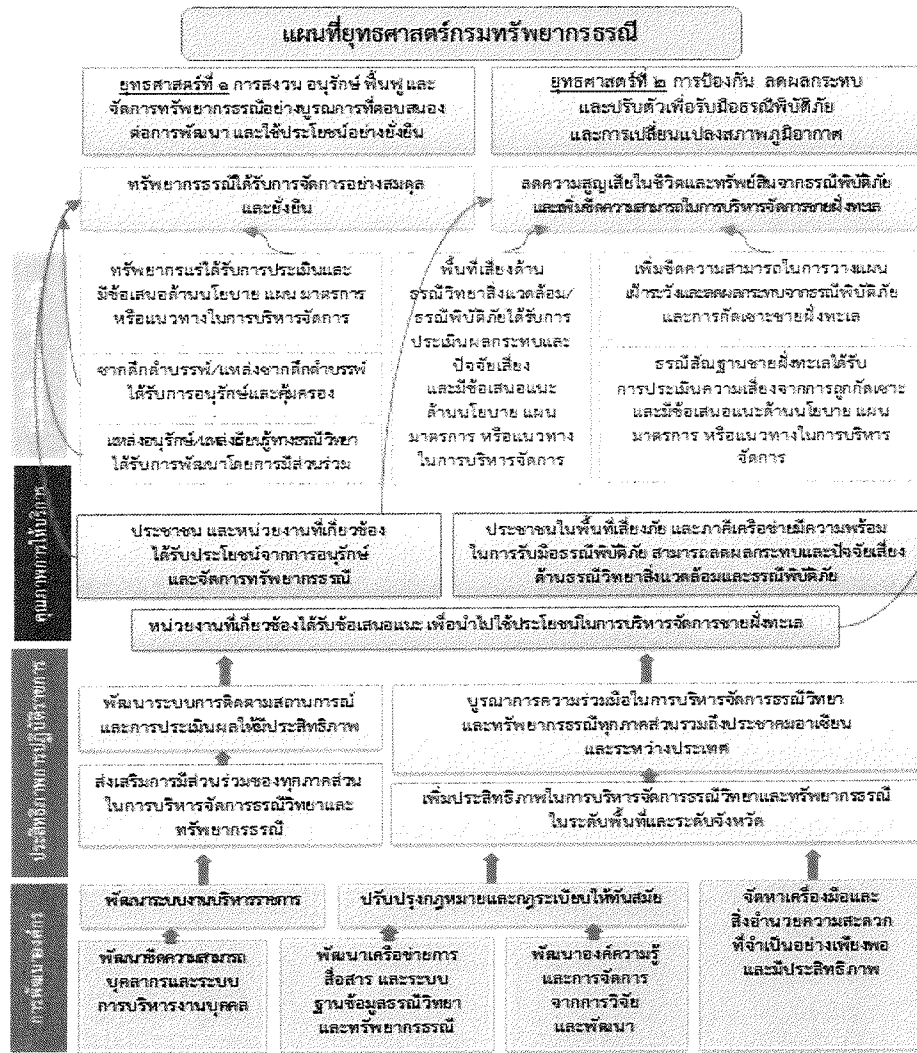 แผนที่ยุทธศาสตร์กรมทรัพยากรธรณี
ยุทธศาสตร์ที่ ๑ การสงวน อนุรักษ์ ฟื้นฟู และ
จัดการทรัพยากรธรณีอย่างบูรณาการที่ตอบสนอง
ต่อการพัฒนา และใช้ประโยชน์อย่างยั่งยืน
ยุทธศาสตร์ที่ ๒ การป้องกัน ลดผลกระทบ
และปรับตัวเพื่อรับมือธรณีพิบัติภัย
และการเปลี่ยนแปลงสภาพภูมิอากาศ
ทรัพยากรธรณีได้รับการจัดการอย่างสมดุล
และยั่งยืน
ลดความสูญเสียในชีวิตและทรัพย์สินจากธรณีพิบัติภัย
และเพิ่มขีดความสามารถในการบริหารจัดการชายฝั่งทะเล
ทรัพยากรแร่ได้รับการประเมินและ
มีข้อเสนอด้านนโยบาย แผน มาตรการ
หรือแนวทางในการบริหารจัดการ
ซากดึกดำบรรพ์/แหล่งซากดึกดำบรรพ์
ได้รับการอนุรักษ์และคุ้มครอง
แหล่งอนุรักษ์/แหล่งเรียนรู้ทางธรณีวิทยา
ได้รับการพัฒนาโดยการมีส่วนร่วม
พื้นที่เสี่ยงด้าน
ธรณีวิทยาสิ่งแวดล้อม/
ธรณีพิบัติภัยได้รับการ
ประเมินผลกระทบและ
ปัจจัยเสี่ยง
และมีข้อเสนอแนะ
ด้านนโยบาย แผน
มาตรการ หรือแนวทาง
ในการบริหารจัดการ
เพิ่มขีดความสามารถในการวางแผน
เฝ้าระวังและลดผลกระทบจากธรณีพิบัติภัย
และการกัดเซาะชายฝั่งทะเล
ธรณีสัณฐานชายฝั่งทะเลได้รับ
การประเมินความเสี่ยงจากการถูกกัดเซาะ
และมีข้อเสนอแนะด้านนโยบาย แผน
มาตรการ หรือแนวทางในการบริหาร
จัดการ
คุณภาพการให้บริการ
ประชาชน และหน่วยงานที่เกี่ยวข้อง
ได้รับประโยชน์จากการอนุรักษ์
และจัดการทรัพยากรธรณี
ประชาชนในพื้นที่เสี่ยงภัย และภาคีเครือข่ายมีความพร้อม
ในการรับมือธรณีพิบัติภัย สามารถลดผลกระทบและปัจจัยเสี่ยง
ด้านธรณีวิทยาสิ่งแวดล้อมและธรณีพิบัติภัย
หน่วยงานที่เกี่ยวข้องได้รับข้อเสนอแนะ เพื่อนำไปใช้ประโยชน์ในการบริหารจัดการชายฝั่งทะเล
ประสิทธิภาพการปฏิบัติราชการ
พัฒนาระบบการติดตามสถานการณ์
และการประเมินผลให้มีประสิทธิภาพ
บูรณาการความร่วมมือในการบริหารจัดการธรณีวิทยา
และทรัพยากรธรณีทุกภาคส่วนรวมถึงประชาคมอาเซียน
และระหว่างประเทศ
ส่งเสริมการมีส่วนร่วมของทุกภาคส่วน
ในการบริหารจัดการธรณีวิทยาและ
ทรัพยากรธรณี
เพิ่มประสิทธิภาพในการบริหารจัดการธรณีวิทยาและทรัพยากรธรณี
ในระดับพื้นที่และระดับจังหวัด
การพัฒนาองค์กร
พัฒนาระบบงานบริหารราชการ
ปรับปรุงกฎหมายและกฎระเบียบให้ทันสมัย
จัดหาเครื่องมือและ
สิ่งอำนวยความสะดวก
ที่จำเป็นอย่างเพียงพอ
และมีประสิทธิภาพ
พัฒนาขีดความสามารถ
บุคลากรและระบบ
การบริหารงานบุคคล
พัฒนาเครือข่ายการ
สื่อสาร และระบบ
ฐานข้อมูลธรณีวิทยา
และทรัพยากรธรณี
พัฒนาองค์ความรู้
และการจัดการ
จากการวิจัย
และพัฒนา